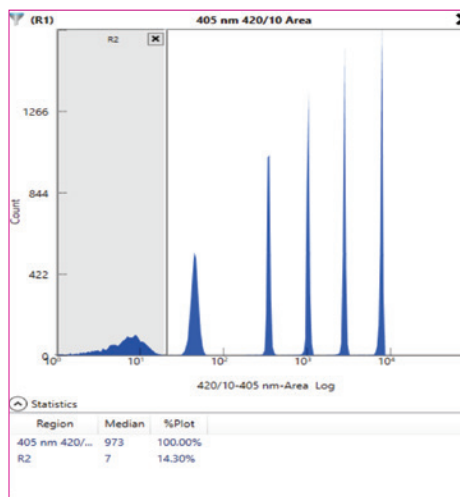 (R1) 405 nm 420/10 Area
R2
1266
844
422
0
Count
10⁰ 10¹ 10² 10³ 10⁴
420/10-405 nm-Area Log
Statistics
Region Median %Plot
405 nm 420/... 973 100.00%
R2 7 14.30%